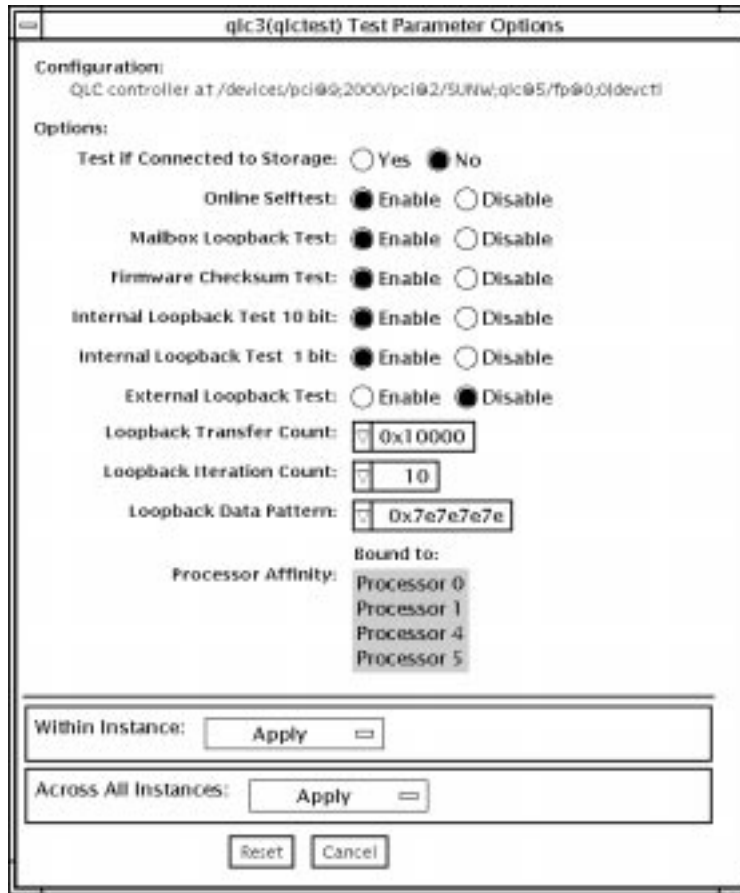 qlc3(qlctest) Test Parameter Options
Configuration:
QLC controller at /devices/pci@9,2000/pci@2/SUNW,qlc@5/fp@0,0:devctl
Options:
Test if Connected to Storage: Yes No
Online Selftest: Enable Disable
Mailbox Loopback Test: Enable Disable
Firmware Checksum Test: Enable Disable
Internal Loopback Test 10 bit: Enable Disable
Internal Loopback Test 1 bit: Enable Disable
External Loopback Test: Enable Disable
Loopback Transfer Count: 0x10000
Loopback Iteration Count: 10
Loopback Data Pattern: 0x7e7e7e7e
Bound to:
Processor Affinity:
Processor 0
Processor 1
Processor 4
Processor 5
Within Instance: Apply
Across All Instances: Apply
Reset Cancel